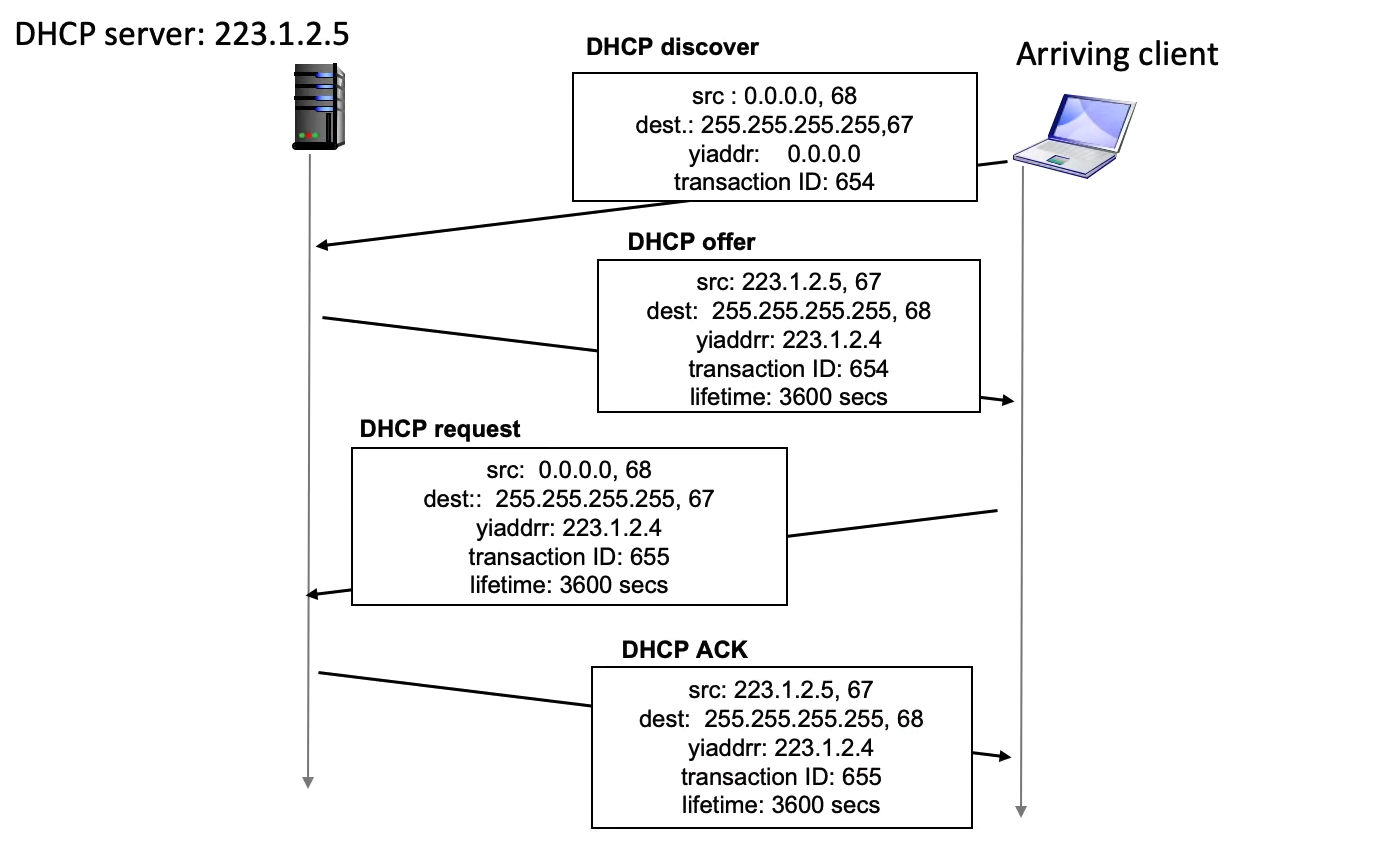 DHCP server: 223.1.2.5
Arriving client
DHCP discover
src : 0.0.0.0, 68
dest.: 255.255.255.255,67
yiaddr: 0.0.0.0
transaction ID: 654
DHCP offer
src: 223.1.2.5, 67
dest: 255.255.255.255, 68
yiaddrr: 223.1.2.4
transaction ID: 654
lifetime: 3600 secs
DHCP request
src: 0.0.0.0, 68
dest:: 255.255.255.255, 67
yiaddrr: 223.1.2.4
transaction ID: 655
lifetime: 3600 secs
DHCP ACK
src: 223.1.2.5, 67
dest: 255.255.255.255, 68
yiaddrr: 223.1.2.4
transaction ID: 655
lifetime: 3600 secs